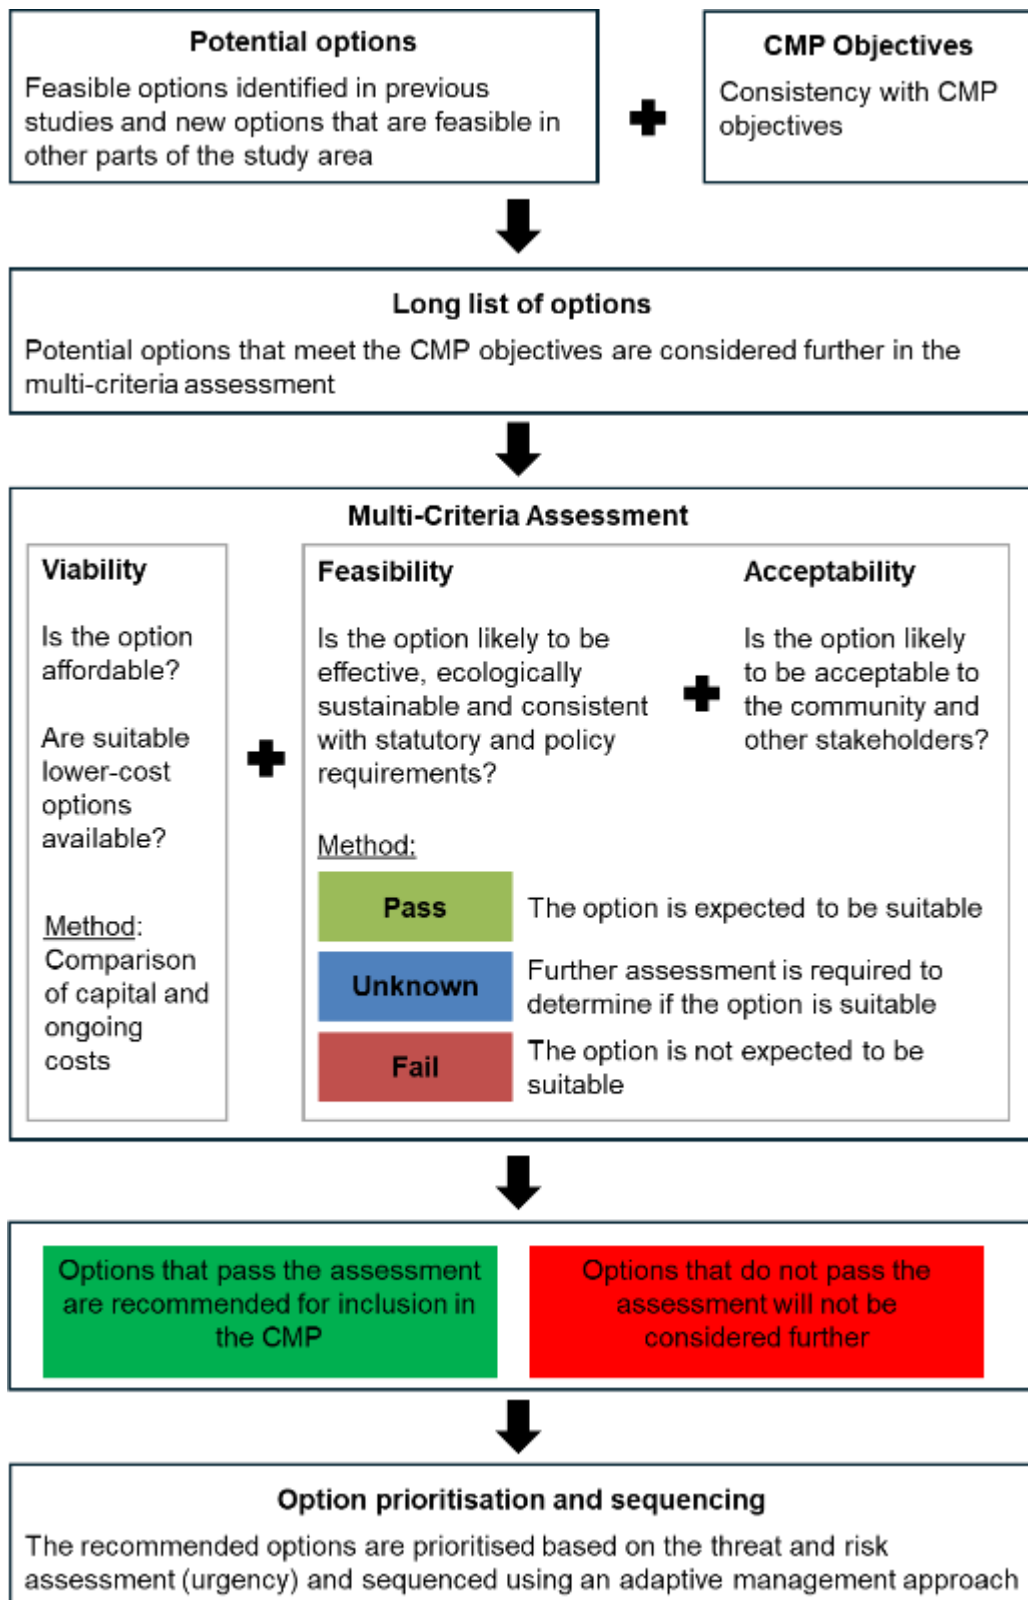 Potential options
Feasible options identified in previous
studies and new options that are feasible in
other parts of the study area
CMP Objectives
Consistency with CMP
objectives
Long list of options
Potential options that meet the CMP objectives are considered further in the
multi-criteria assessment
Multi-Criteria Assessment
Viability
Is the option
affordable?
Are suitable
lower-cost
options
available?
Method:
Comparison
of capital and
ongoing
costs
Feasibility
Is the option likely to be
effective, ecologically
sustainable and consistent
with statutory and policy
requirements?
Acceptability
Is the option likely
to be acceptable to
the community and
other stakeholders?
Method:
Pass
The option is expected to be suitable
Unknown
Further assessment is required to
determine if the option is suitable
Fail
The option is not expected to be
suitable
Options that pass the assessment
are recommended for inclusion in
the CMP
Options that do not pass the
assessment will not be
considered further
Option prioritisation and sequencing
The recommended options are prioritised based on the threat and risk
assessment (urgency) and sequenced using an adaptive management approach